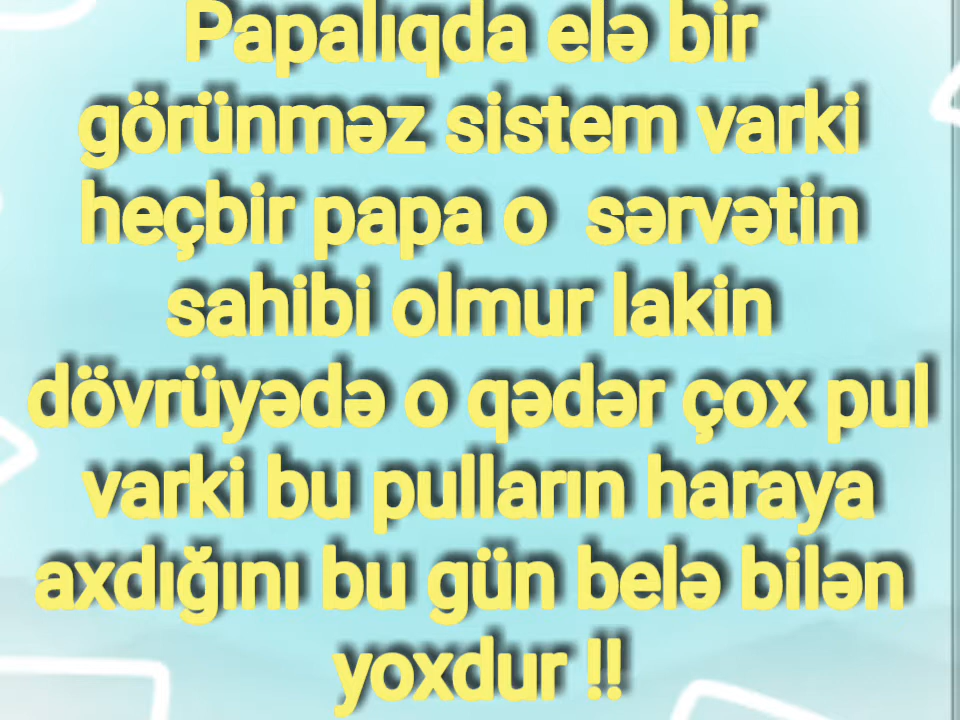 Papalıqda elə bir
görünməz sistem varki
heçbir papa o  sərvətin
sahibi olmur lakin
dövrüyədə o qədər çox pul
varki bu pulların haraya
axdığını bu gün belə bilən
yoxdur !!